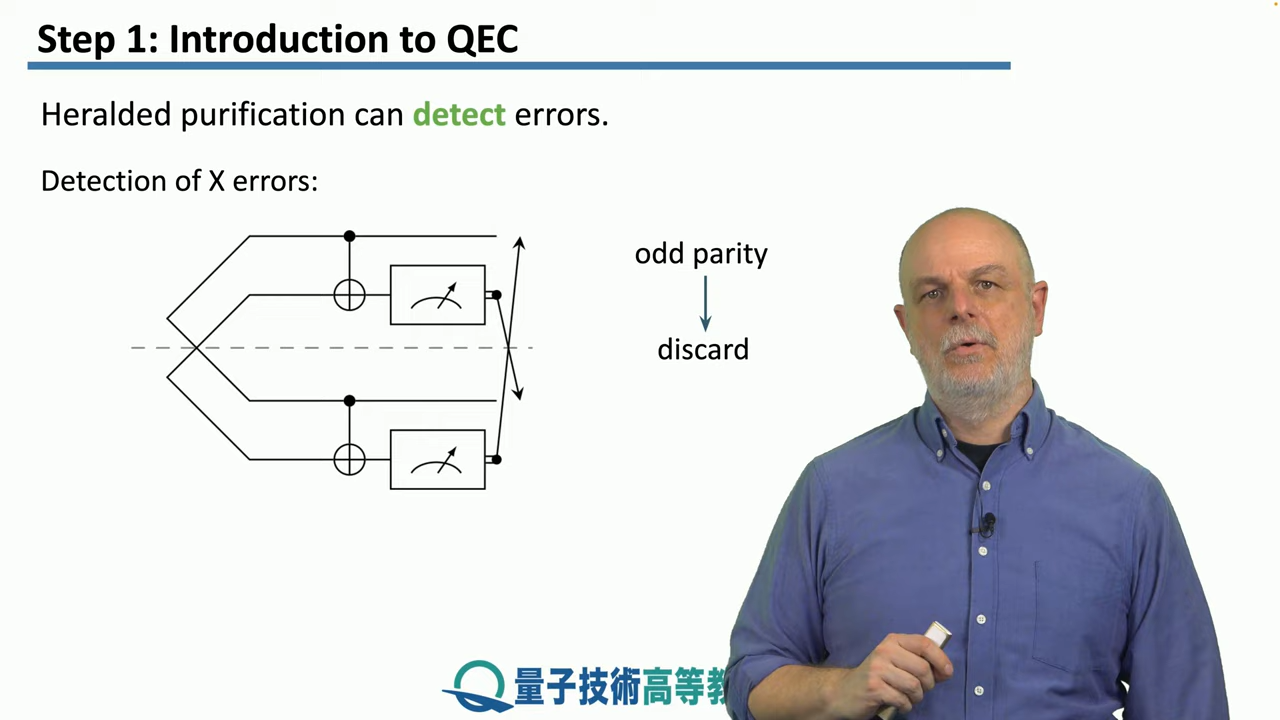 Step 1: Introduction to QEC
Heralded purification can detect errors.
Detection of X errors:
odd parity
discard
量子技術高等教